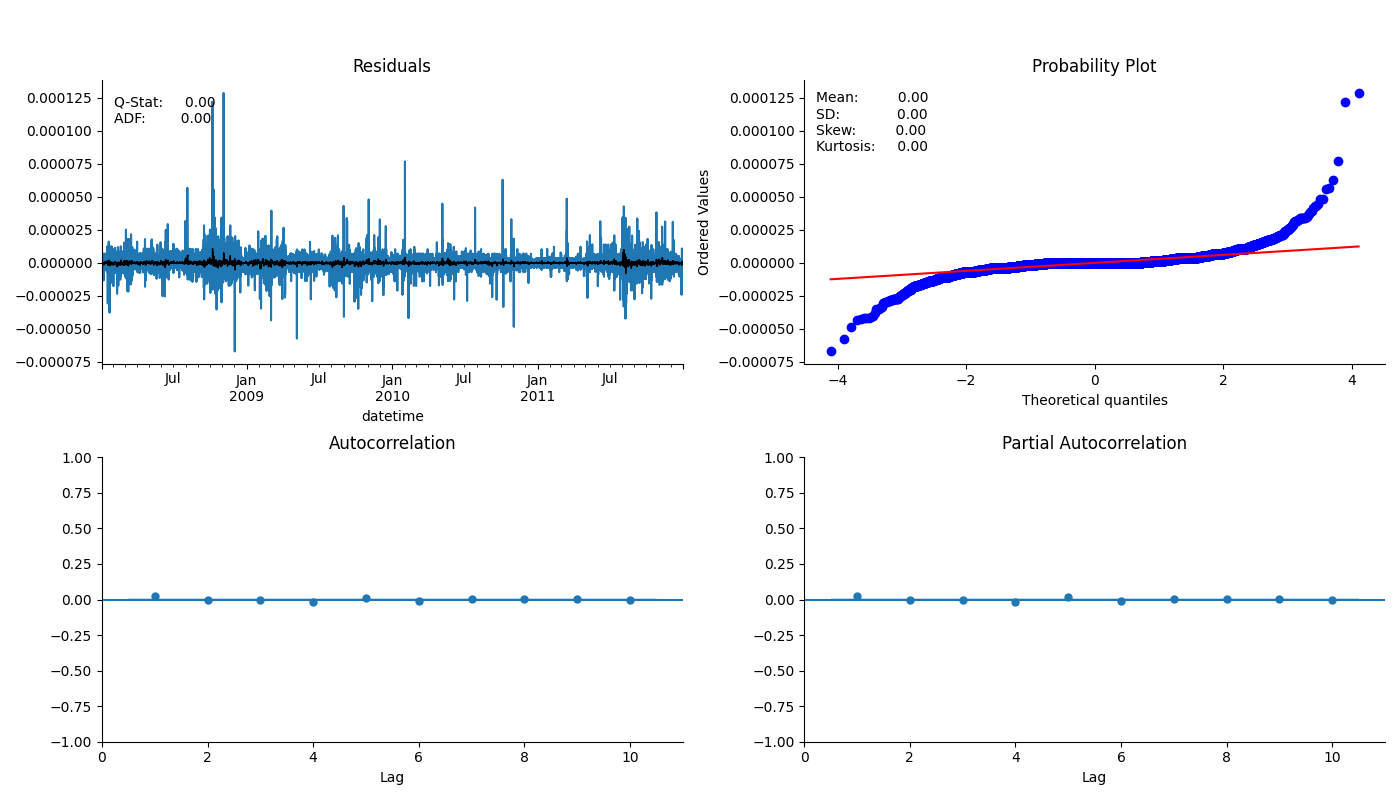 Residuals
Q-Stat: 0.00
ADF: 0.00
0.000125
0.000100
0.000075
0.000050
0.000025
0.000000
−0.000025
−0.000050
−0.000075
Jul Jan Jul Jan Jul Jan Jul
2009 2010 2011
datetime
Probability Plot
Mean: 0.00
SD: 0.00
Skew: 0.00
Kurtosis: 0.00
Ordered Values
0.000125
0.000100
0.000075
0.000050
0.000025
0.000000
−0.000025
−0.000050
−0.000075
−4 −2 0 2 4
Theoretical quantiles
Autocorrelation
1.00
0.75
0.50
0.25
0.00
−0.25
−0.50
−0.75
−1.00
0 2 4 6 8 10
Lag
Partial Autocorrelation
1.00
0.75
0.50
0.25
0.00
−0.25
−0.50
−0.75
−1.00
0 2 4 6 8 10
Lag